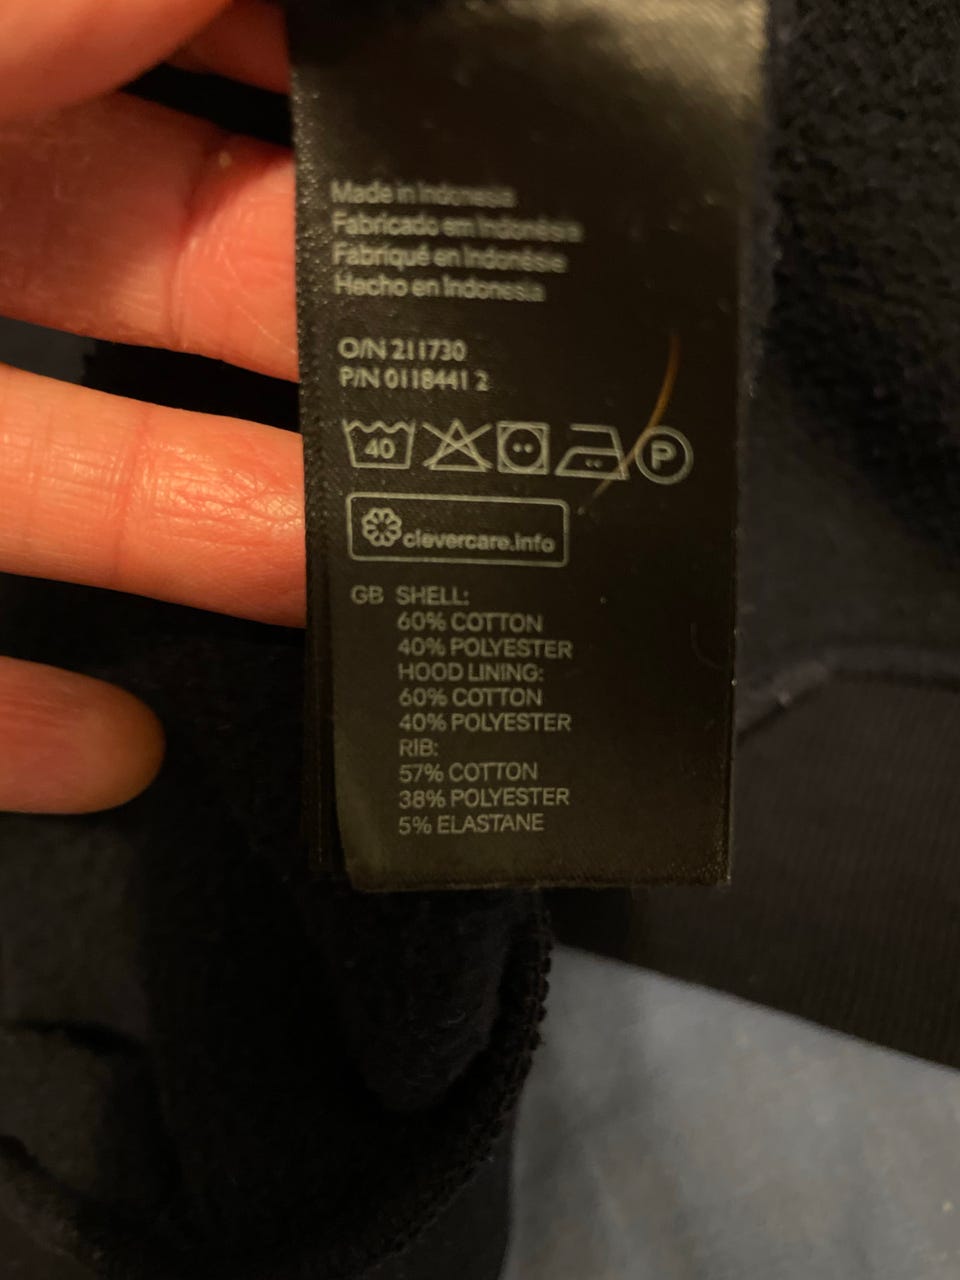 Made in Indonesia
Fabricado em Indonésia
Fabriqué en Indonésie
Hecho en Indonesia
O/N 211730
P/N 0118441 2
40 P
clevercare.info
GB SHELL:
60% COTTON
40% POLYESTER
HOOD LINING:
60% COTTON
40% POLYESTER
RIB:
57% COTTON
38% POLYESTER
5% ELASTANE